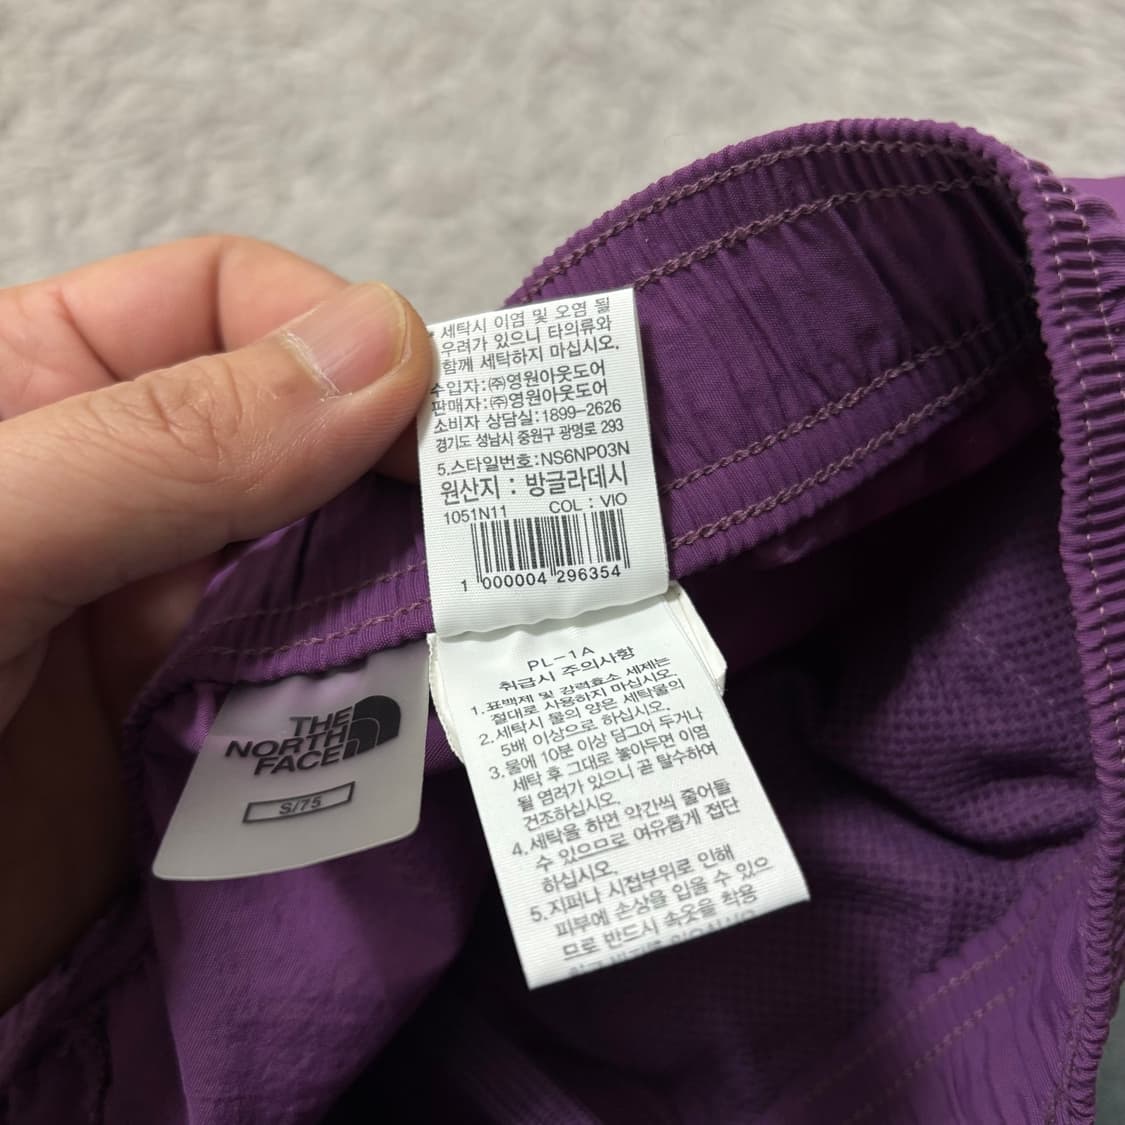 세탁시 이염 및 오염 될
우려가 있으니 타의류와
함께 세탁하지 마십시오.
수입자:㈜영원아웃도어
판매자:㈜영원아웃도어
소비자 상담실:1899-2626
경기도 성남시 중원구 광명로 293
5.스타일번호:NS6NP03N
원산지 : 방글라데시
1051N11 COL : VIO
1 000004 296354
PL-1A
취급시 주의사항
1.표백제 및 강력효소 세제는
절대로 사용하지 마십시오.
2.세탁시 물의 양은 세탁물의
5배 이상으로 하십시오.
3.물에 10분 이상 담그어 두거나
세탁 후 그대로 놓아두면 이염
될 염려가 있으니 곧 탈수하여
건조하십시오.
4.세탁을 하면 약간씩 줄어들
수 있으므로 여유롭게 접단
하십시오.
5.지퍼나 시접부위로 인해
피부에 손상을 입을 수 있으
므로 반드시 속옷을 착용
THE
NORTH
FACE
S/75